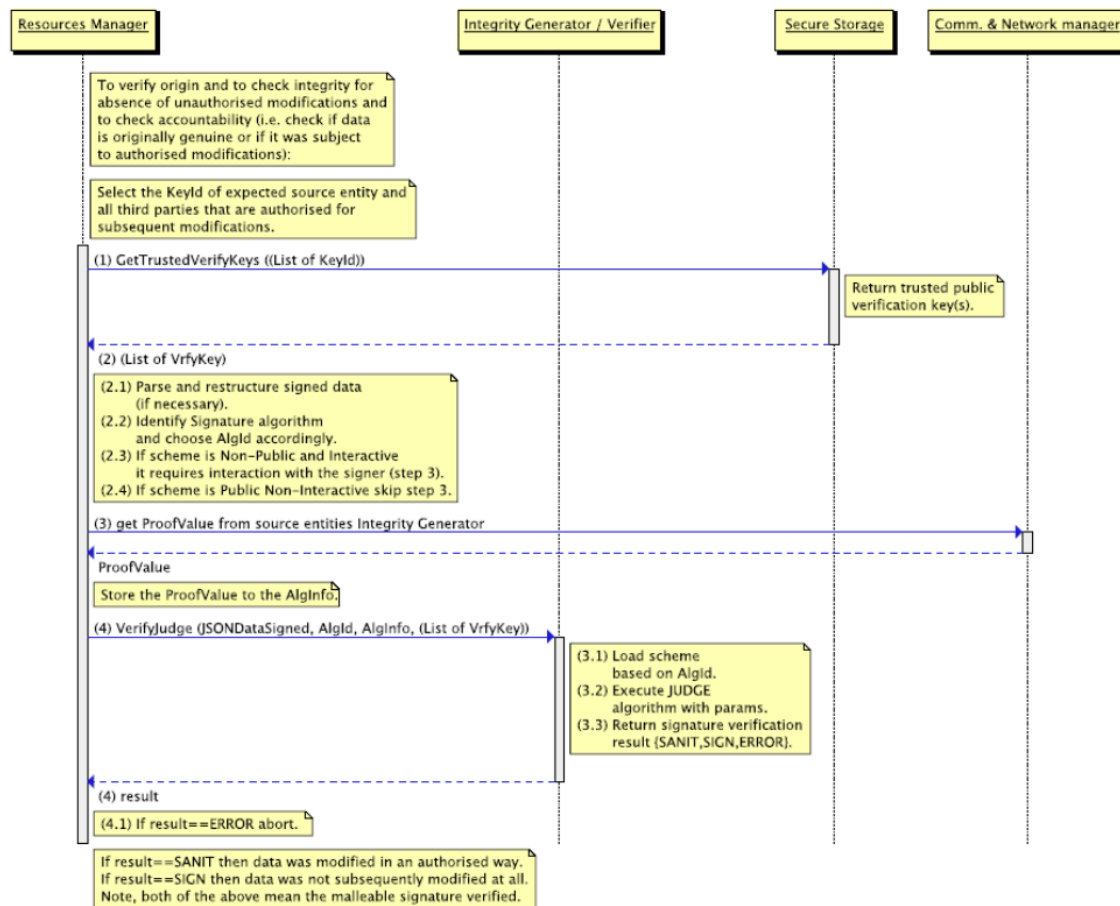 Resources Manager
Integrity Generator / Verifier
Secure Storage
Comm. & Network manager
To verify origin and to check integrity for
absence of unauthorised modifications and
to check accountability (i.e. check if data
is originally genuine or if it was subject
to authorised modifications):
Select the KeyId of expected source entity and
all third parties that are authorised for
subsequent modifications.
(1) GetTrustedVerifyKeys ((List of KeyId))
Return trusted public
verification key(s).
(2) (List of VrfyKey)
(2.1) Parse and restructure signed data
(if necessary).
(2.2) Identify Signature algorithm
and choose AlgId accordingly.
(2.3) If scheme is Non-Public and Interactive
it requires interaction with the signer (step 3).
(2.4) If scheme is Public Non-Interactive skip step 3.
(3) get ProofValue from source entities Integrity Generator
ProofValue
Store the ProofValue to the AlgInfo.
(4) VerifyJudge (JSONDataSigned, AlgId, AlgInfo, (List of VrfyKey))
(3.1) Load scheme
based on AlgId.
(3.2) Execute JUDGE
algorithm with params.
(3.3) Return signature verification
result {SANIT,SIGN,ERROR}.
(4) result
(4.1) If result==ERROR abort.
If result==SANIT then data was modified in an authorised way.
If result==SIGN then data was not subsequently modified at all.
Note, both of the above mean the malleable signature verified.